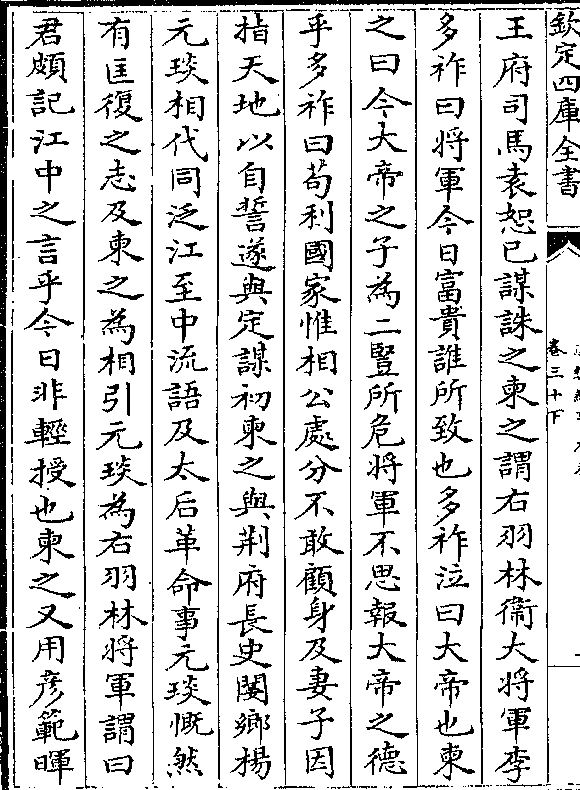 欽定四庫全書
卷三十下
王府司馬袁恕己謀誅之柬之謂右羽林衞大將軍李
多祚曰將軍今日富貴誰所致也多祚泣曰大帝也柬
之曰今大帝之子為二豎所危將軍不思報大帝之德
乎多祚曰苟利國家惟相公處分不敢顧身及妻子因
指天地以自誓遂與定謀初柬之與荆府長史閿鄉楊
元琰相代同泛江至中流語及太后革命事元琰慨然
有匡復之志及柬之為相引元琰為右羽林將軍謂曰
君頗記江中之言乎今日非輕授也柬之又用彥範暉